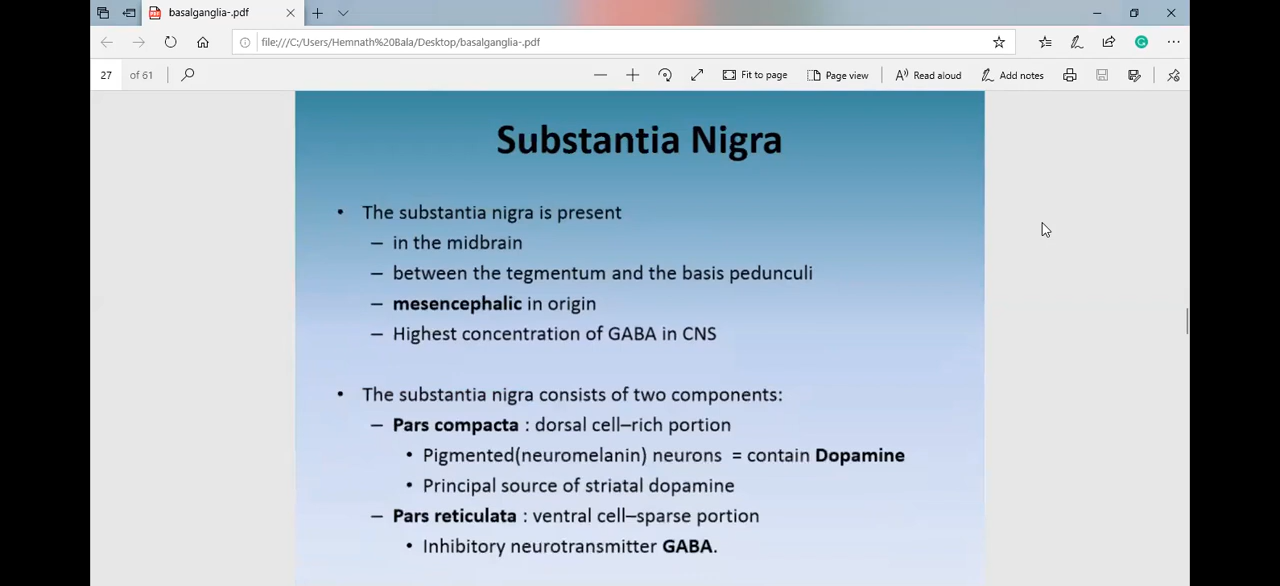 basalganglia-.pdf
file:///C:/Users/Hemnath%20Bala/Desktop/basalganglia-.pdf
27 of 61 Fit to page Page view Read aloud Add notes
Substantia Nigra
• The substantia nigra is present
– in the midbrain
– between the tegmentum and the basis pedunculi
– mesencephalic in origin
– Highest concentration of GABA in CNS
• The substantia nigra consists of two components:
– Pars compacta : dorsal cell–rich portion
• Pigmented(neuromelanin) neurons = contain Dopamine
• Principal source of striatal dopamine
– Pars reticulata : ventral cell–sparse portion
• Inhibitory neurotransmitter GABA.